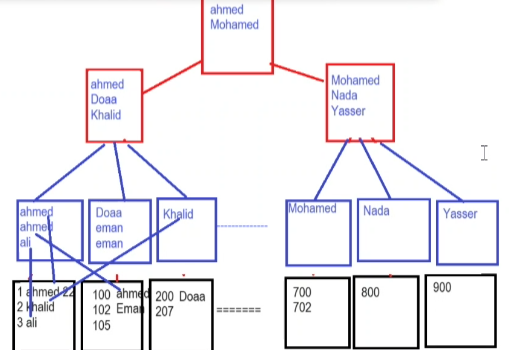 ahmed
Mohamed
ahmed
Doaa
Khalid
Mohamed
Nada
Yasser
ahmed
ahmed
ali
Doaa
eman
eman
Khalid
Mohamed
Nada
Yasser
1 ahmed 22
2 khalid
3 ali
100 ahmed
102 Eman
105
200 Doaa
207
700
702
800
900